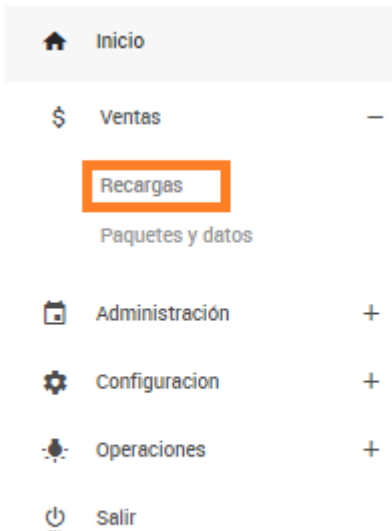 Inicio
$ Ventas −
Recargas
Paquetes y datos
Administración +
Configuracion +
Operaciones +
Salir